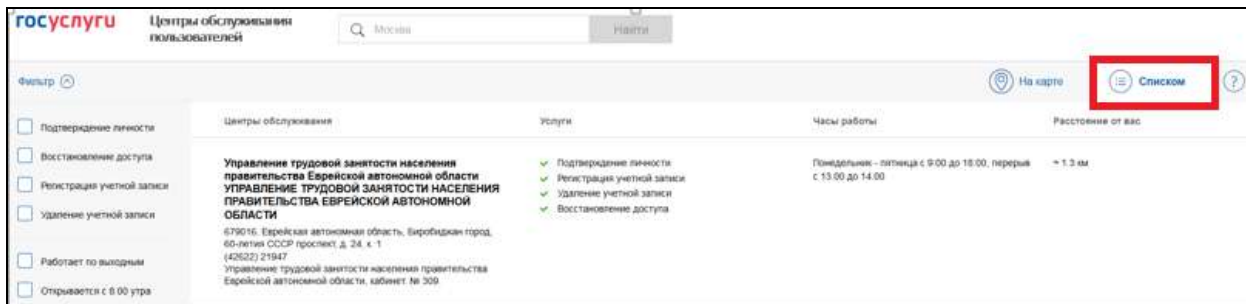 госуслуги
Центры обслуживания
пользователей
Москва
Найти
Фильтр
На карте
Списком
?
Подтверждение личности
Восстановление доступа
Регистрация учетной записи
Удаление учетной записи
Работает по выходным
Открывается с 8:00 утра
Центры обслуживания
Услуги
Часы работы
Расстояние от вас
Управление трудовой занятости населения
правительства Еврейской автономной области
УПРАВЛЕНИЕ ТРУДОВОЙ ЗАНЯТОСТИ НАСЕЛЕНИЯ
ПРАВИТЕЛЬСТВА ЕВРЕЙСКОЙ АВТОНОМНОЙ
ОБЛАСТИ
679016, Еврейская автономная область, Биробиджан город,
60-летия СССР проспект, д. 24, к. 1
(42622) 21947
Управление трудовой занятости населения правительства
Еврейской автономной области, кабинет № 309
Подтверждение личности
Регистрация учетной записи
Удаление учетной записи
Восстановление доступа
Понедельник - пятница с 9:00 до 18:00, перерыв
с 13:00 до 14:00
~ 1.3 км